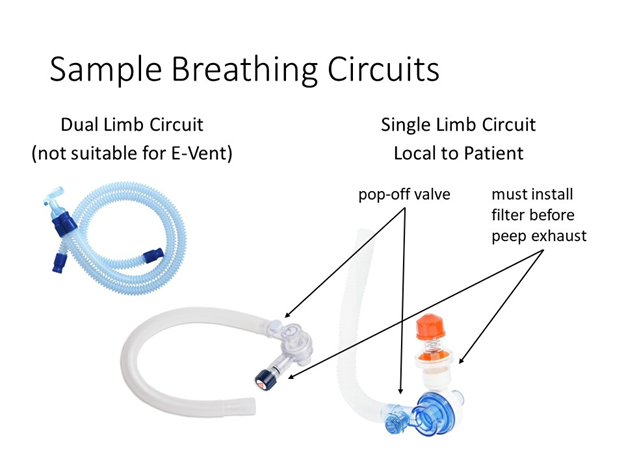 Sample Breathing Circuits
Dual Limb Circuit
(not suitable for E-Vent)
Single Limb Circuit
Local to Patient
pop-off valve
must install
filter before
peep exhaust